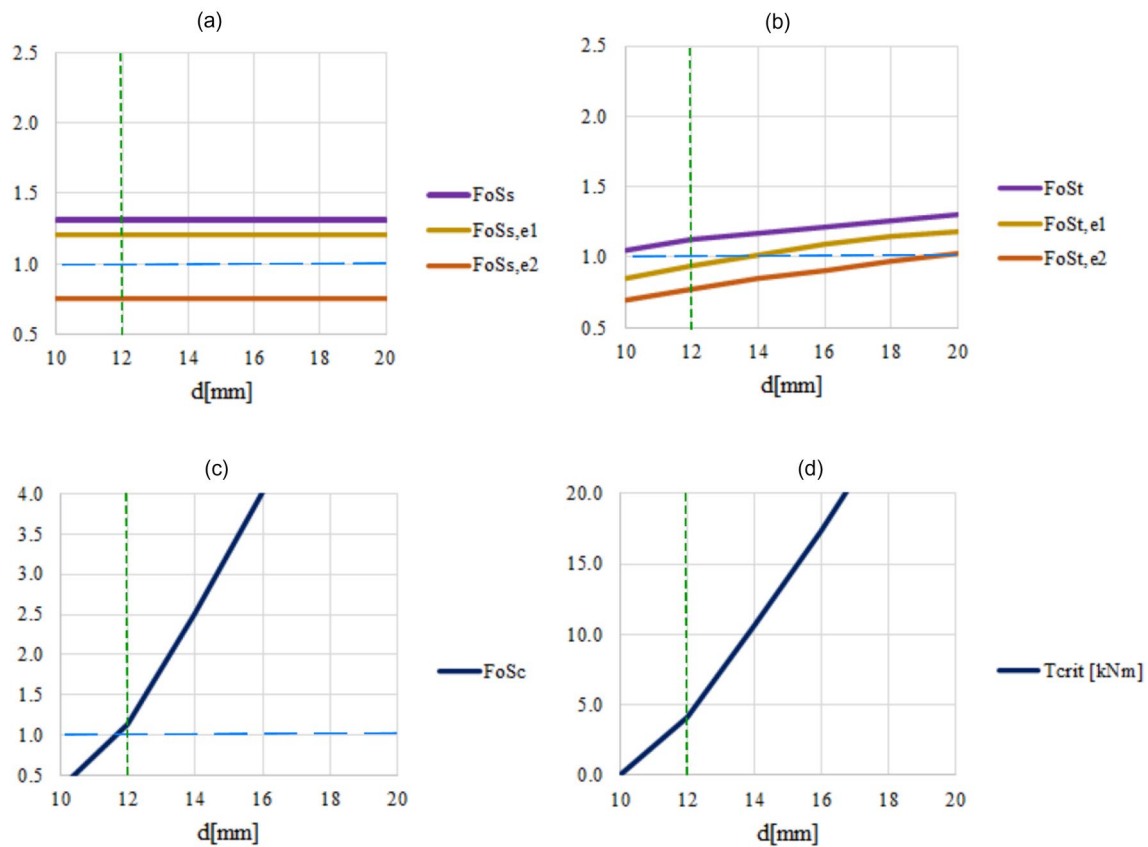 (a)
2.5
2.0
1.5
1.0
0.5
10 12 14 16 18 20
d[mm]
FoSs
FoSs,e1
FoSs,e2
(b)
2.5
2.0
1.5
1.0
0.5
10 12 14 16 18 20
d[mm]
FoSt
FoSt,e1
FoSt,e2
(c)
4.0
3.5
3.0
2.5
2.0
1.5
1.0
0.5
10 12 14 16 18 20
d[mm]
FoSc
(d)
20.0
15.0
10.0
5.0
0.0
10 12 14 16 18 20
d[mm]
Tcrit [kNm]